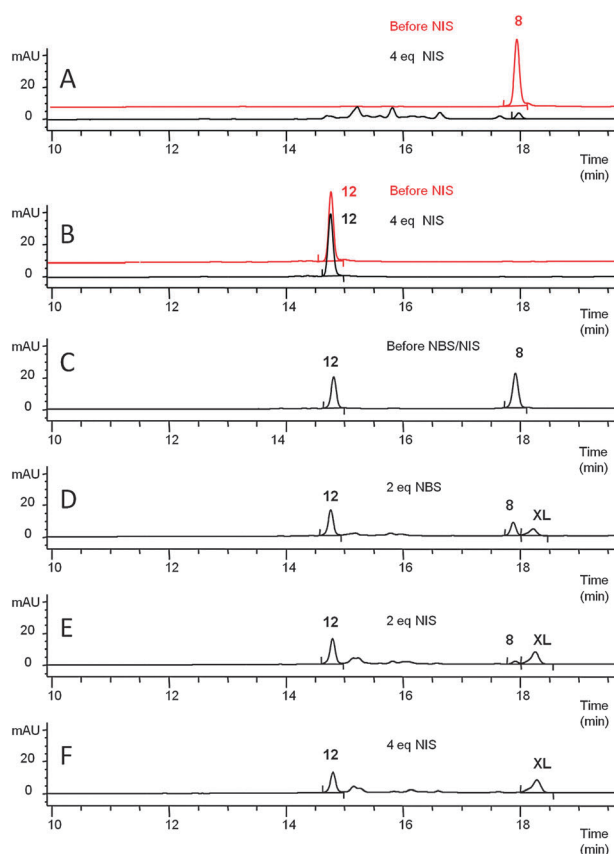 A
mAU
20
0
Before NIS
4 eq NIS
8
10 12 14 16 18
Time
(min)
B
mAU
20
0
Before NIS
4 eq NIS
12
12
10 12 14 16 18
Time
(min)
C
mAU
20
0
Before NBS/NIS
12
8
10 12 14 16 18
Time
(min)
D
mAU
20
0
2 eq NBS
12
8
XL
10 12 14 16 18
Time
(min)
E
mAU
20
0
2 eq NIS
12
8
XL
10 12 14 16 18
Time
(min)
F
mAU
20
0
4 eq NIS
12
XL
10 12 14 16 18
Time
(min)